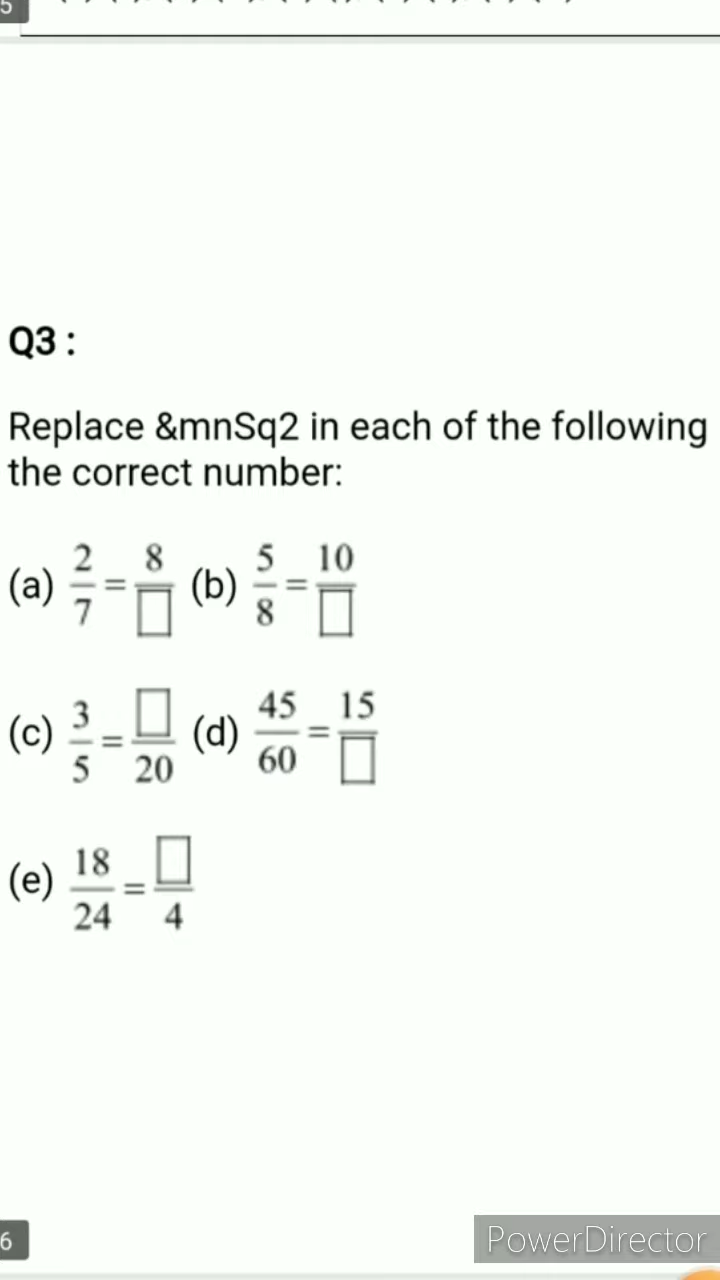 5
Q3 :
Replace &mnSq2 in each of the following
the correct number:
(a) 2/7 = 8/□ (b) 5/8 = 10/□
(c) 3/5 = □/20 (d) 45/60 = 15/□
(e) 18/24 = □/4
6
PowerDirector